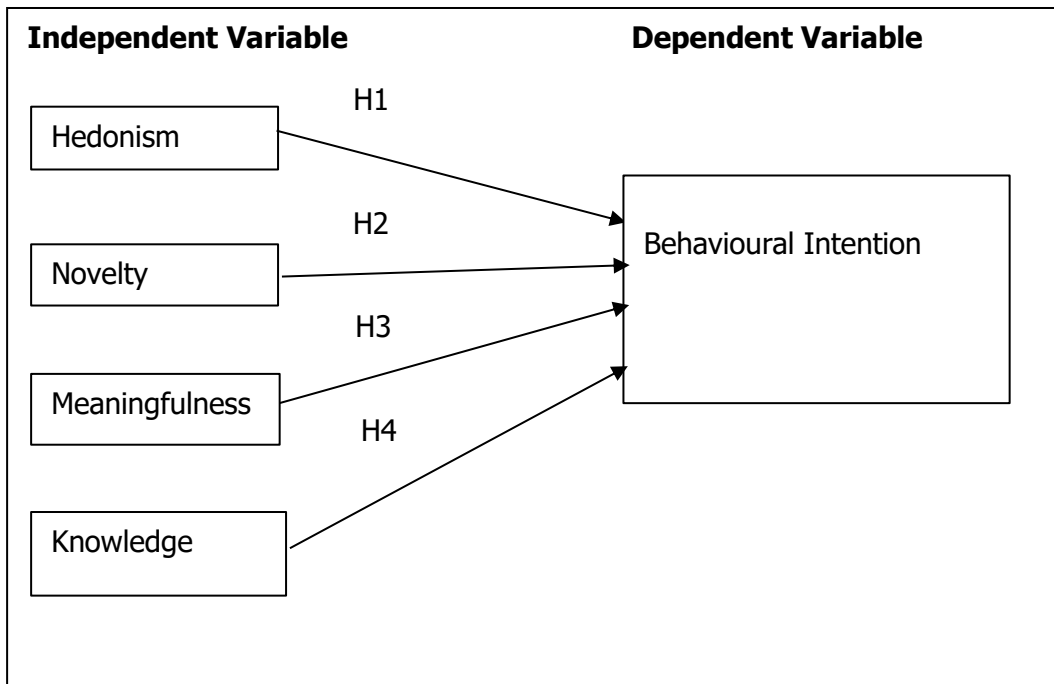 Independent Variable
Dependent Variable
H1
Hedonism
H2
Behavioural Intention
Novelty
H3
Meaningfulness
H4
Knowledge